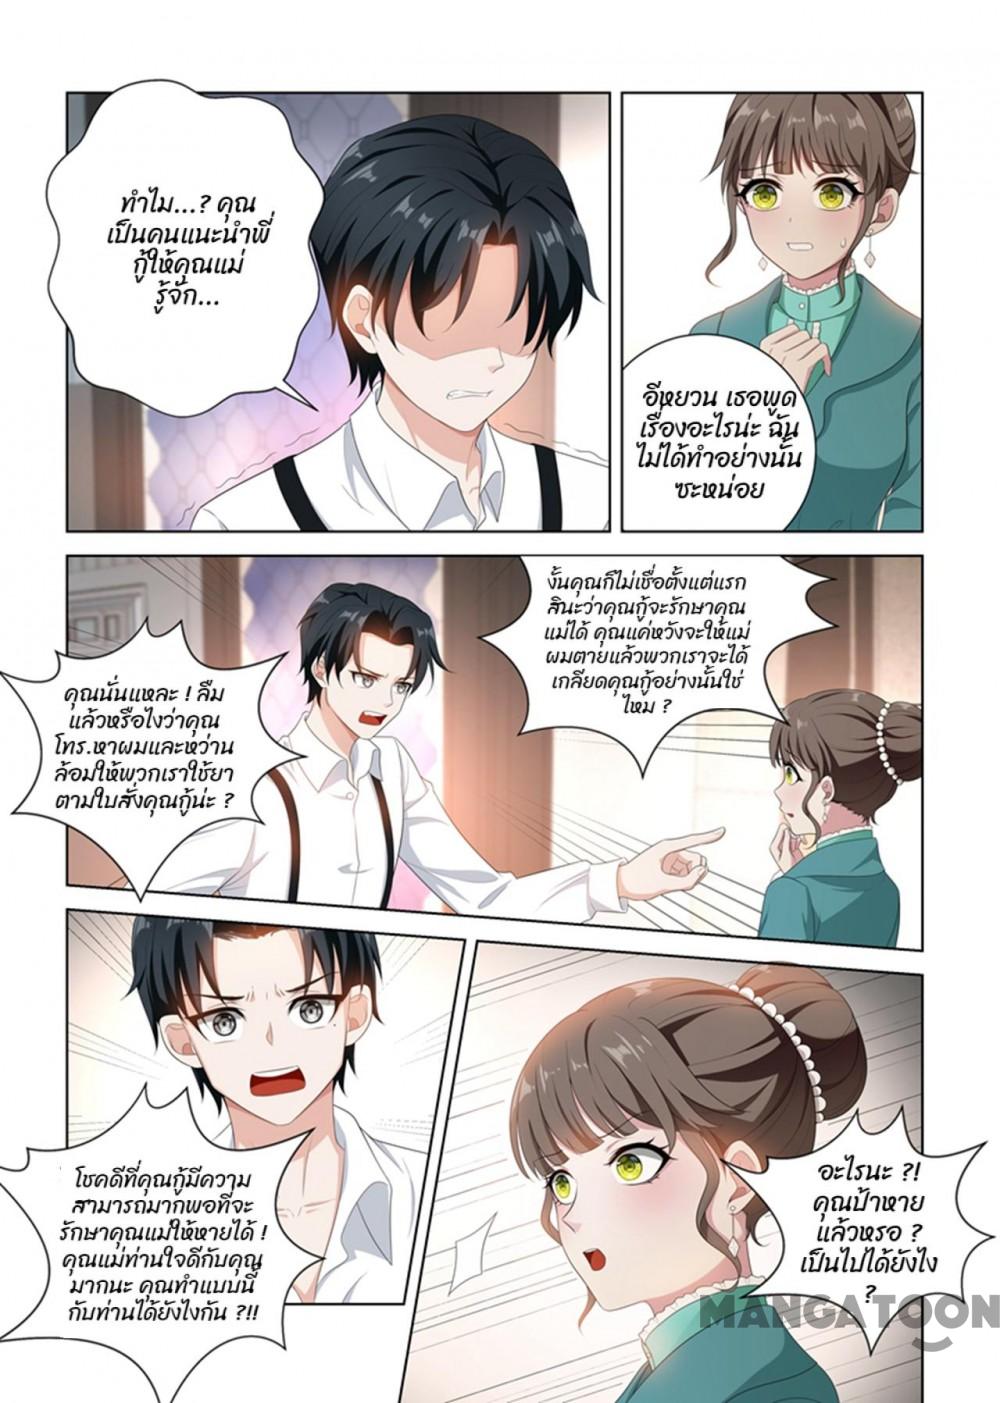 ทำไม...? คุณ
เป็นคนแนะนำพี่
กู้ให้คุณแม่
รู้จัก...
อีหยวน เธอพูด
เรื่องอะไรน่ะ ฉัน
ไม่ได้ทำอย่างนั้น
ซะหน่อย
คุณนั่นแหละ ! ลืม
แล้วหรือไงว่าคุณ
โทร.หาผมและหว่าน
ล้อมให้พวกเราใช้ยา
ตามใบสั่งคุณกู้น่ะ ?
งั้นคุณก็ไม่เชื่อตั้งแต่แรก
สินะว่าคุณกู้จะรักษาคุณ
แม่ได้ คุณแค่หวังจะให้แม่
ผมตายแล้วพวกเราจะได้
เกลียดคุณกู้อย่างนั้นใช่
ไหม ?
โชคดีที่คุณกู้มีความ
สามารถมากพอที่จะ
รักษาคุณแม่ให้หายได้ !
คุณแม่ท่านใจดีกับคุณ
มากนะ คุณทำแบบนี้
กับท่านได้ยังไงกัน ?!!
อะไรนะ ?!
คุณป้าหาย
แล้วหรอ ?
เป็นไปได้ยังไง
?
MANGATOON